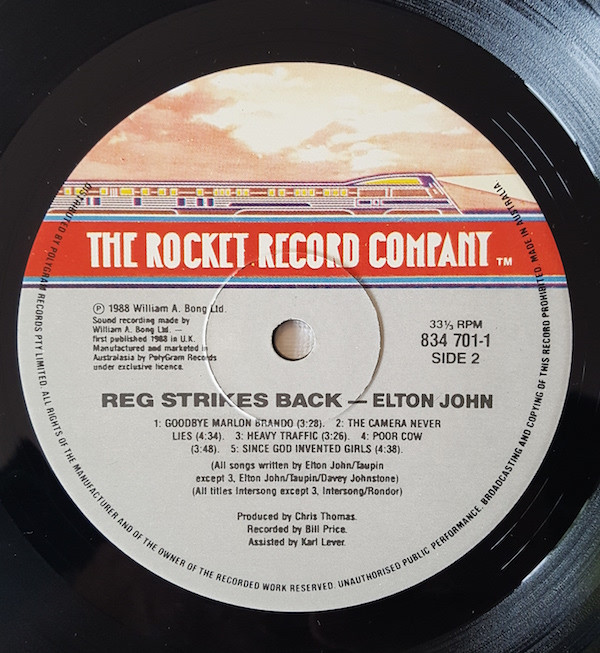 THE ROCKET RECORD COMPANY TM
℗ 1988 William A. Bong Ltd.
Sound recording made by
William A. Bong Ltd. —
first published 1988 in U.K.
Manufactured and marketed in
Australasia by PolyGram Records
under exclusive licence.
33⅓ RPM
834 701-1
SIDE 2
REG STRIKES BACK — ELTON JOHN
1: GOODBYE MARLON BRANDO (3:28). 2: THE CAMERA NEVER
LIES (4:34). 3: HEAVY TRAFFIC (3:26). 4: POOR COW
(3:48). 5: SINCE GOD INVENTED GIRLS (4:38).
(All songs written by Elton John/Taupin
except 3, Elton John/Taupin/Davey Johnstone)
(All titles Intersong except 3, Intersong/Rondor)
Produced by Chris Thomas.
Recorded by Bill Price.
Assisted by Karl Lever.
DISTRIBUTED BY POLYGRAM RECORDS PTY LIMITED. ALL RIGHTS OF THE MANUFACTURER AND OF THE OWNER OF THE RECORDED WORK RESERVED. UNAUTHORISED PUBLIC PERFORMANCE, BROADCASTING AND COPYING OF THIS RECORD PROHIBITED. MADE IN AUSTRALIA.